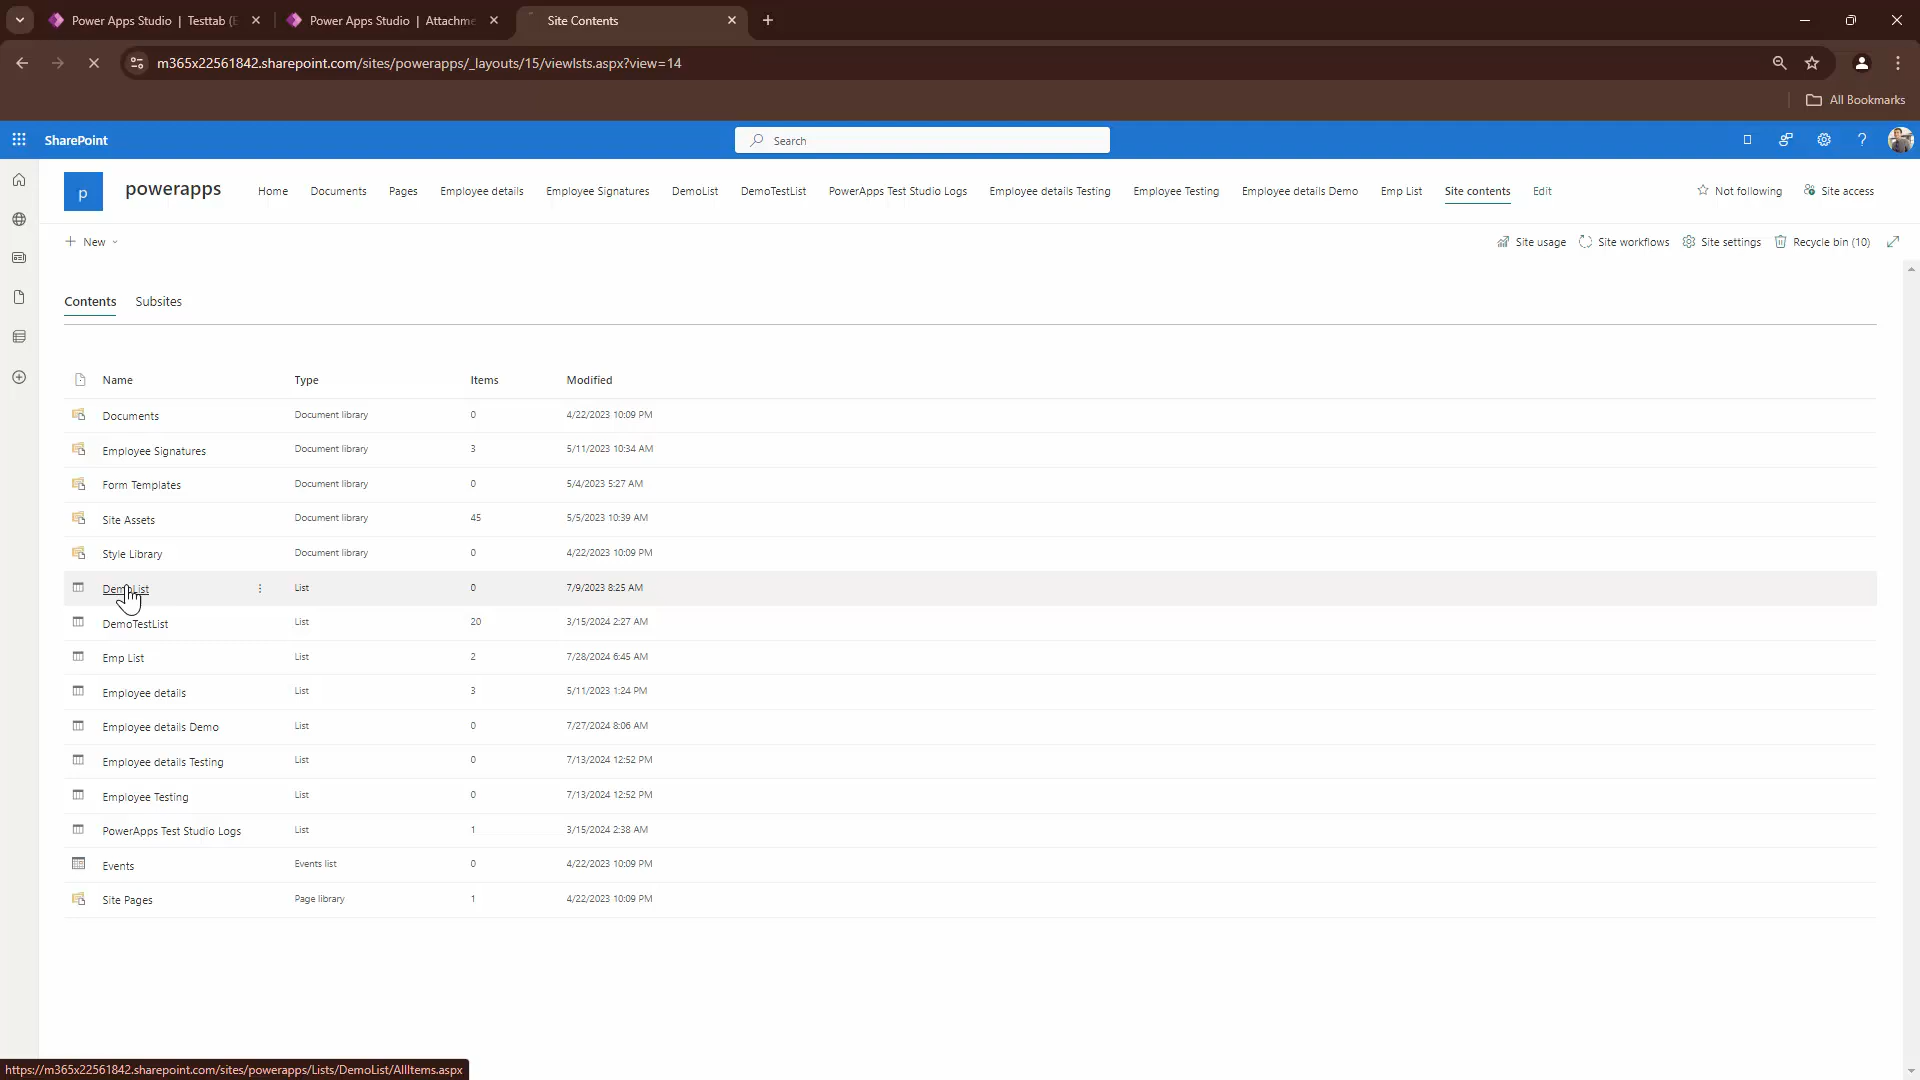 Power Apps Studio | Testtab (E
Power Apps Studio | Attachme
Site Contents
m365x22561842.sharepoint.com/sites/powerapps/_layouts/15/viewlsts.aspx?view=14
All Bookmarks
SharePoint
Search
p
powerapps
Home
Documents
Pages
Employee details
Employee Signatures
DemoList
DemoTestList
PowerApps Test Studio Logs
Employee details Testing
Employee Testing
Employee details Demo
Emp List
Site contents
Edit
Not following
Site access
New
Site usage
Site workflows
Site settings
Recycle bin (10)
Contents
Subsites
Name Type Items Modified
Documents Document library 0 4/22/2023 10:09 PM
Employee Signatures Document library 3 5/11/2023 10:34 AM
Form Templates Document library 0 5/4/2023 5:27 AM
Site Assets Document library 45 5/5/2023 10:39 AM
Style Library Document library 0 4/22/2023 10:09 PM
DemoList List 0 7/9/2023 8:25 AM
DemoTestList List 20 3/15/2024 2:27 AM
Emp List List 2 7/28/2024 6:45 AM
Employee details List 3 5/11/2023 1:24 PM
Employee details Demo List 0 7/27/2024 8:06 AM
Employee details Testing List 0 7/13/2024 12:52 PM
Employee Testing List 0 7/13/2024 12:52 PM
PowerApps Test Studio Logs List 1 3/15/2024 2:38 AM
Events Events list 0 4/22/2023 10:09 PM
Site Pages Page library 1 4/22/2023 10:09 PM
https://m365x22561842.sharepoint.com/sites/powerapps/Lists/DemoList/AllItems.aspx